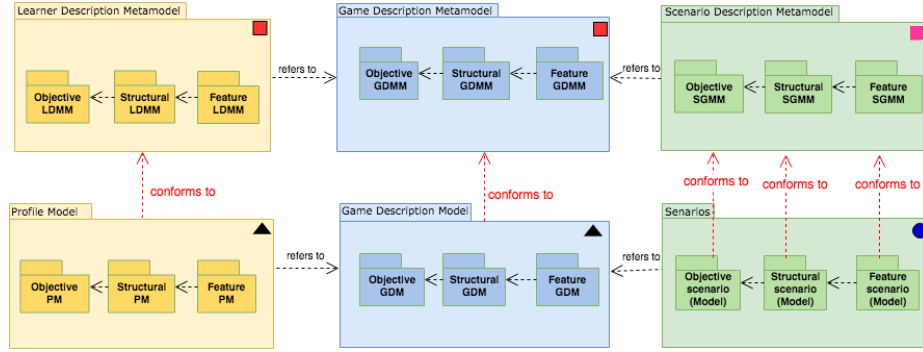 Learner Description Metamodel
Objective
LDMM
Structural
LDMM
Feature
LDMM
refers to
Game Description Metamodel
Objective
GDMM
Structural
GDMM
Feature
GDMM
refers to
Scenario Description Metamodel
Objective
SGMM
Structural
SGMM
Feature
SGMM
conforms to
conforms to
conforms to
conforms to
conforms to
Profile Model
Objective
PM
Structural
PM
Feature
PM
refers to
Game Description Model
Objective
GDM
Structural
GDM
Feature
GDM
refers to
Senarios
Objective
scenario
(Model)
Structural
scenario
(Model)
Feature
scenario
(Model)